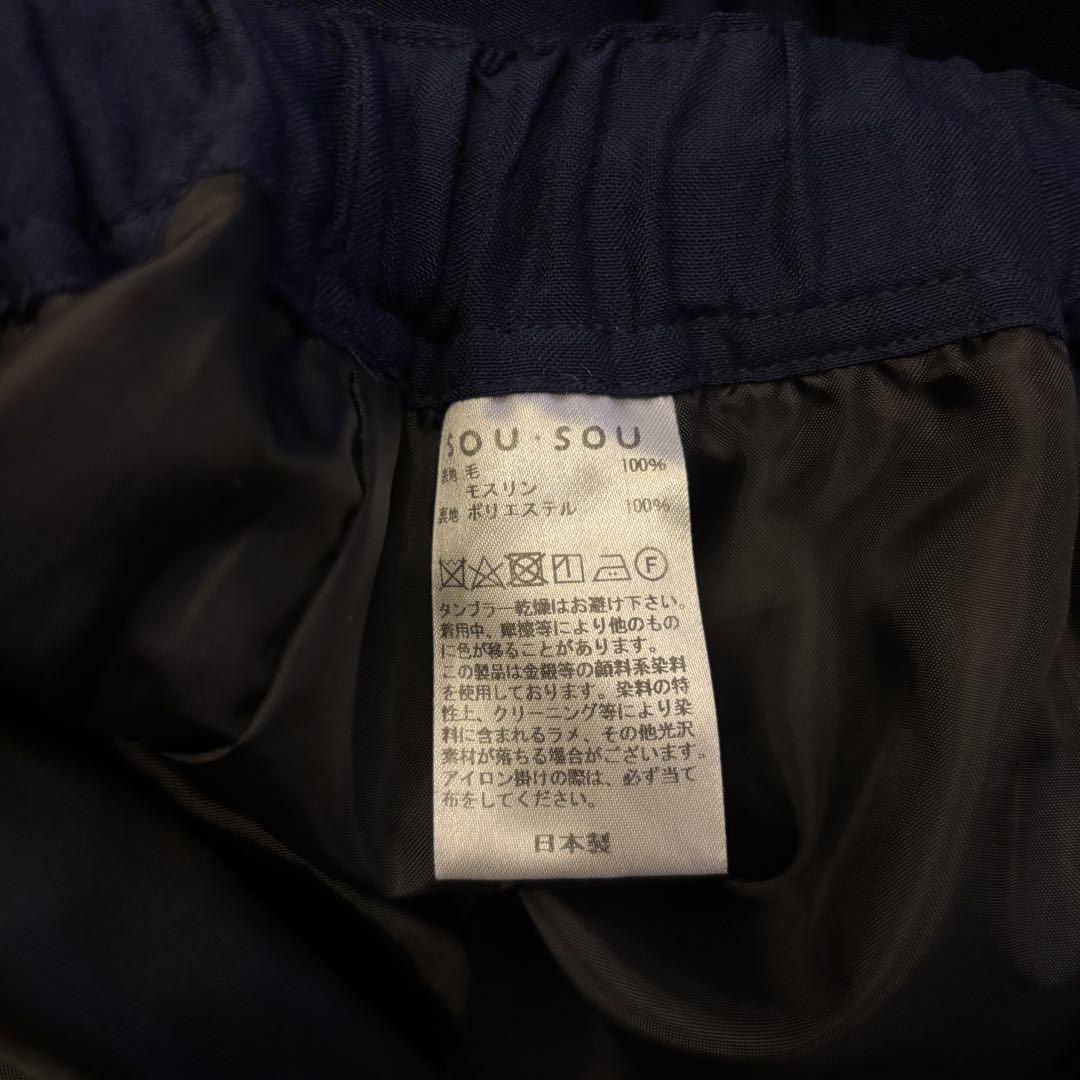 SOU・SOU
表地 毛 100%
モスリン
裏地 ポリエステル 100%
F
タンブラー乾燥はお避け下さい。
着用中、摩擦等により他のもの
に色が移ることがあります。
この製品は金銀等の顔料系染料
を使用しております。染料の特
性上、クリーニング等により染
料に含まれるラメ、その他光沢
素材が落ちる場合がございます。
アイロン掛けの際は、必ず当て
布をしてください。
日本製